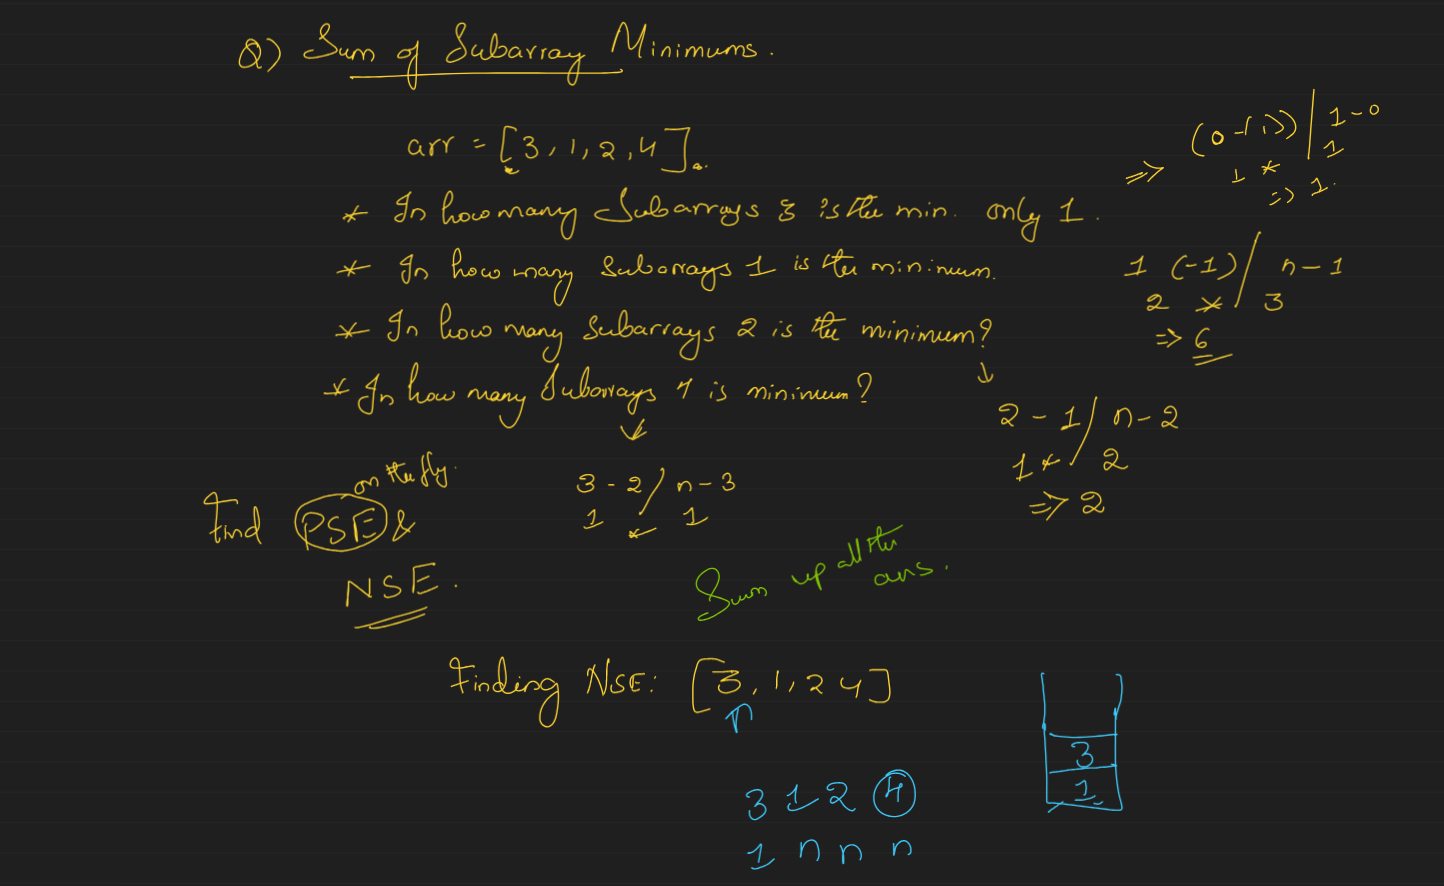 Q) Sum of Subarray Minimums.
arr = [3, 1, 2, 4].
* In how many Subarrays 3 is the min. only 1.
=> (0-(-1)) | 1-0
1 * 1
=> 1.
* In how many Subarrays 1 is the minimum.
1 (-1) / n-1
2 * / 3
=> 6
* In how many Subarrays 2 is the minimum?
↓
2 - 1 / n - 2
1 * / 2
=> 2
* In how many Subarrays 4 is minimum?
↓
3 - 2 / n - 3
1 * 1
on the fly.
Find PSE &
NSE.
Sum up all the
ans.
Finding NSE: [3, 1, 2 4]
3 1 2 4
1 n n n
3
1